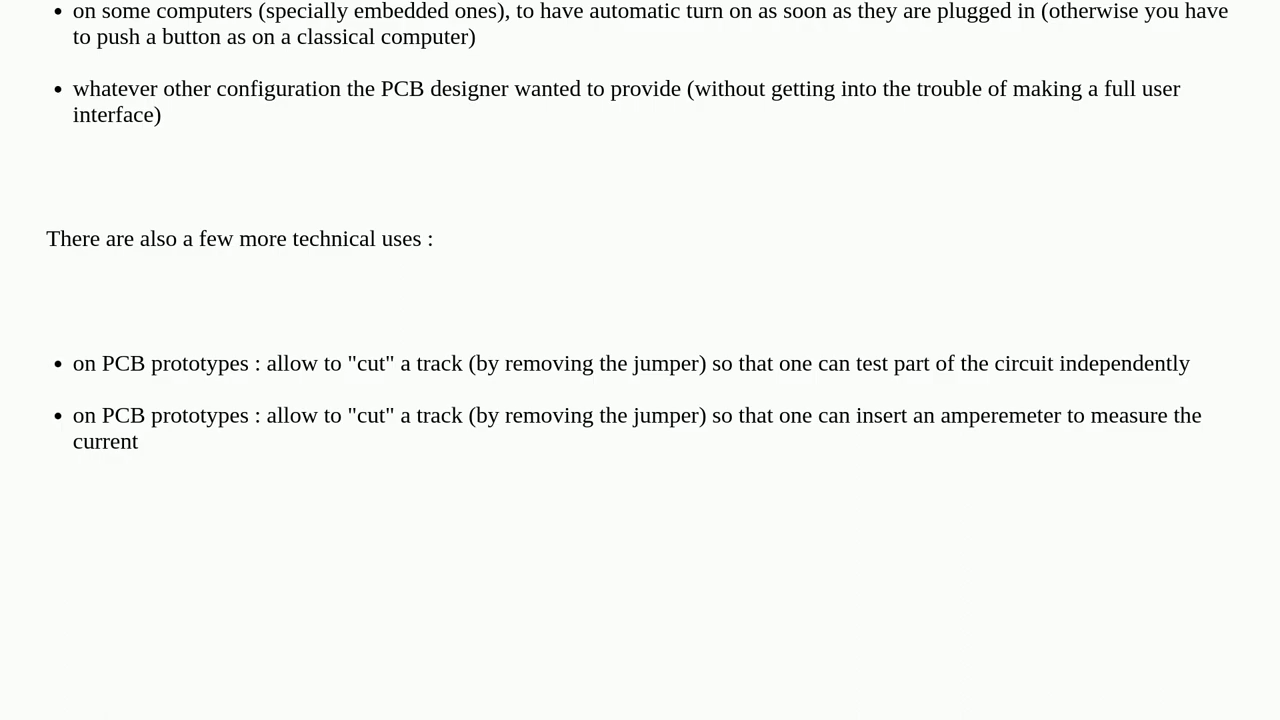 on some computers (specially embedded ones), to have automatic turn on as soon as they are plugged in (otherwise you have
to push a button as on a classical computer)
whatever other configuration the PCB designer wanted to provide (without getting into the trouble of making a full user
interface)
There are also a few more technical uses :
on PCB prototypes : allow to "cut" a track (by removing the jumper) so that one can test part of the circuit independently
on PCB prototypes : allow to "cut" a track (by removing the jumper) so that one can insert an amperemeter to measure the
current